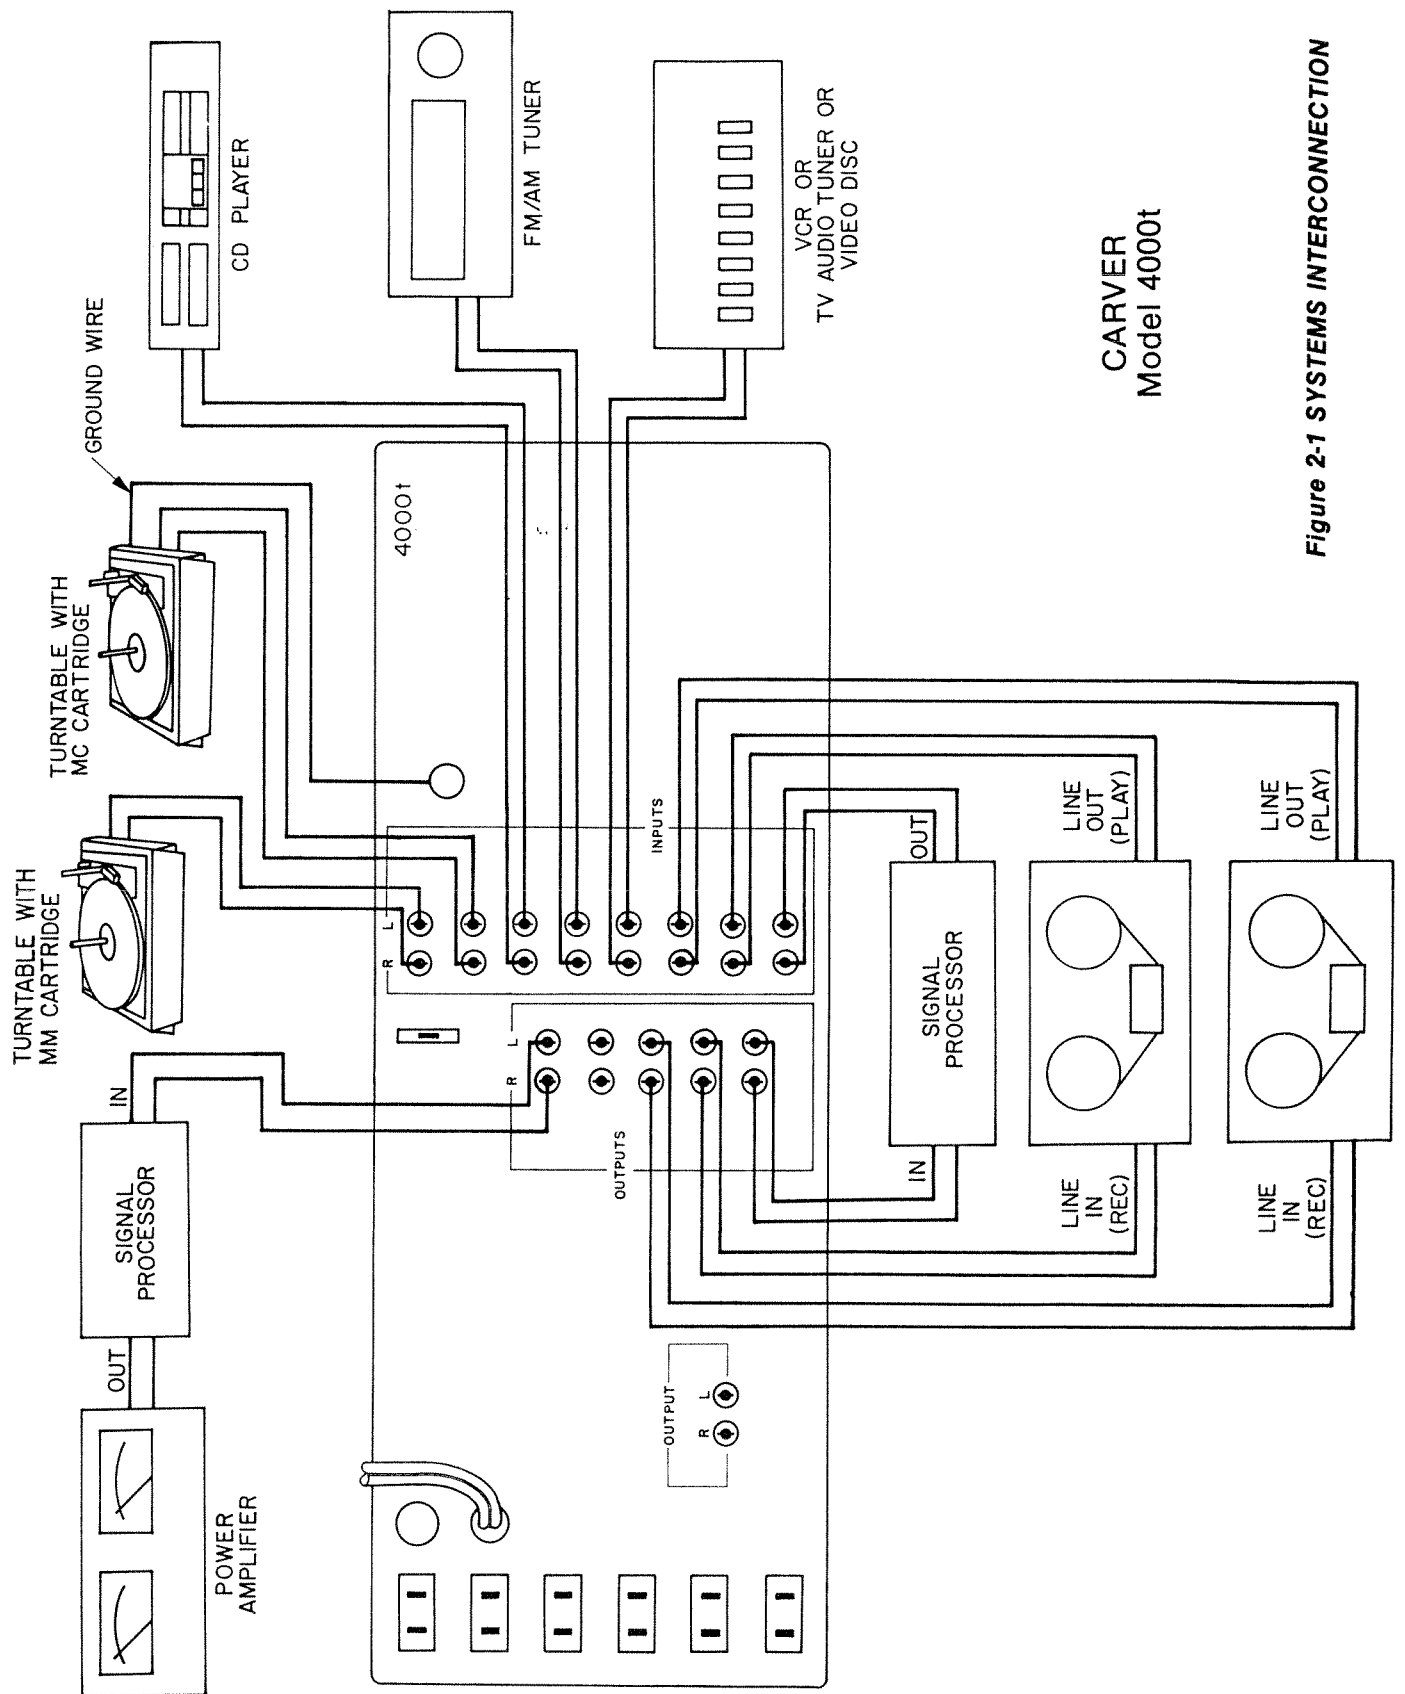 POWER
AMPLIFIER
OUT
SIGNAL
PROCESSOR
IN
TURNTABLE WITH
MM CARTRIDGE
TURNTABLE WITH
MC CARTRIDGE
GROUND WIRE
CD PLAYER
FM/AM TUNER
VCR OR
TV AUDIO TUNER OR
VIDEO DISC
4000t
R
L
INPUTS
R
L
OUTPUTS
OUTPUT
R
L
IN
SIGNAL
PROCESSOR
OUT
LINE
IN
(REC)
LINE
OUT
(PLAY)
LINE
IN
(REC)
LINE
OUT
(PLAY)
CARVER
Model 4000t
Figure 2-1 SYSTEMS INTERCONNECTION